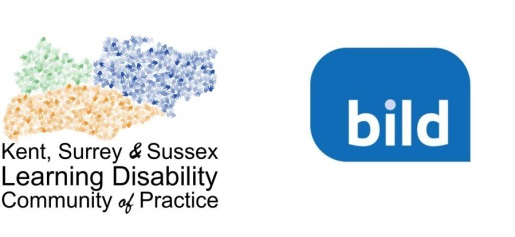 Kent, Surrey & Sussex
Learning Disability
Community of Practice
bild